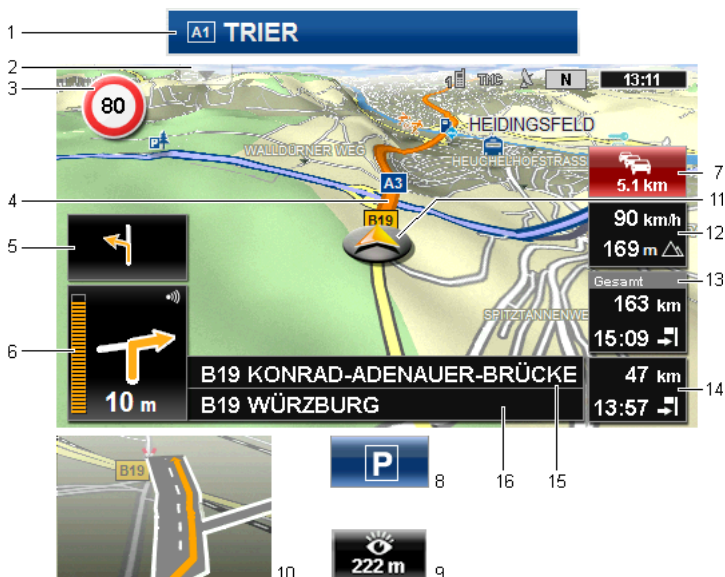 1
A1 TRIER
2
3
80
1
TMC
N
13:11
HEIDINGSFELD
P
WALLDÜRNER WEG
HEUCHELHOFSTRASS
7
5.1 km
4
A3
11
B19
90 km/h
12
169 m
5
Gesamt
13
163 km
SPITZTANNENWE
15:09
6
B19 KONRAD-ADENAUER-BRÜCKE
47 km
14
10 m
B19 WÜRZBURG
13:57
B19
P
8
16
15
10
222 m
9